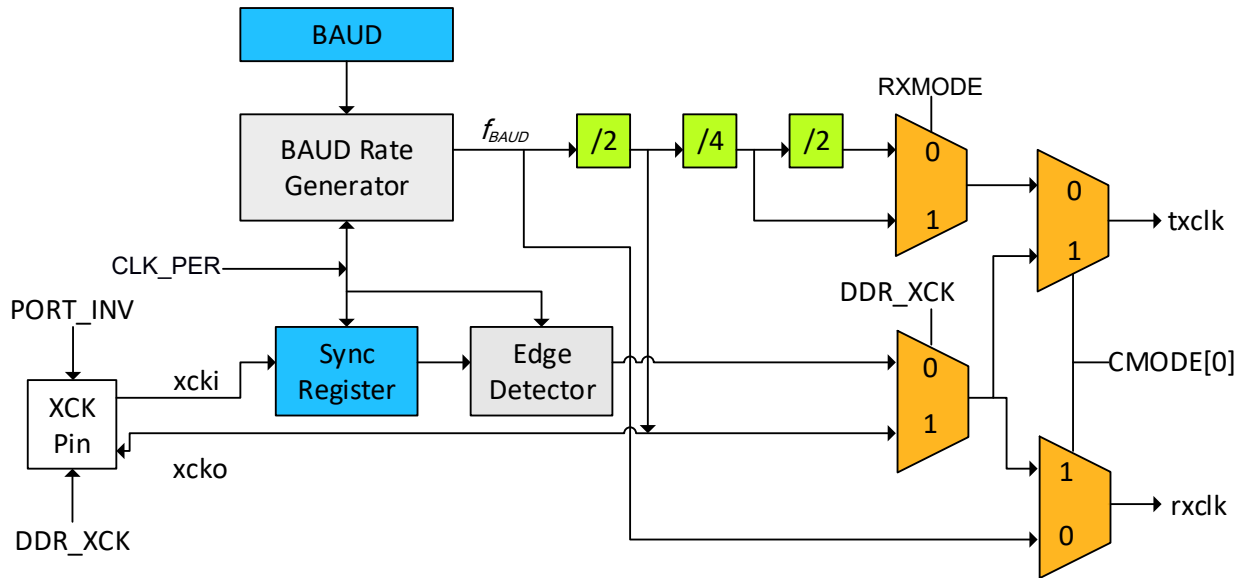 BAUD
RXMODE
f_BAUD
/2
/4
/2
BAUD Rate
Generator
0
1
0
1
txclk
CLK_PER
DDR_XCK
PORT_INV
Sync
Register
Edge
Detector
0
1
CMODE[0]
xcki
XCK
Pin
xcko
1
0
rxclk
DDR_XCK